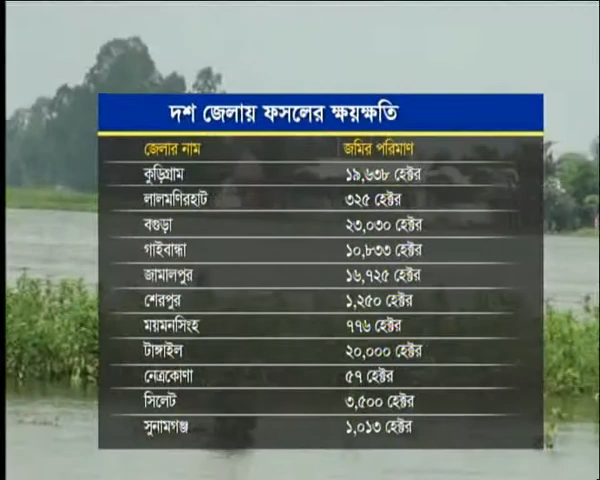 দশ জেলায় ফসলের ক্ষয়ক্ষতি
জেলার নাম জমির পরিমাণ
কুড়িগ্রাম ১৯,৬৩৮ হেক্টর
লালমণিরহাট ৩২৫ হেক্টর
বগুড়া ২৩,০৩০ হেক্টর
গাইবান্ধা ১০,৮৩৩ হেক্টর
জামালপুর ১৬,৭২৫ হেক্টর
শেরপুর ১,২৫০ হেক্টর
ময়মনসিংহ ৭৭৬ হেক্টর
টাঙ্গাইল ২০,০০০ হেক্টর
নেত্রকোণা ৫৭ হেক্টর
সিলেট ৩,৫০০ হেক্টর
সুনামগঞ্জ ১,০১৩ হেক্টর